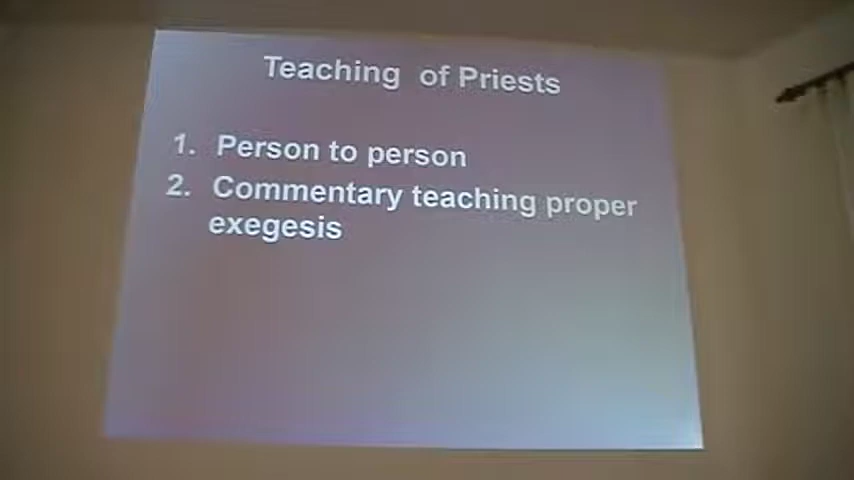 Teaching of Priests
1. Person to person
2. Commentary teaching proper
exegesis